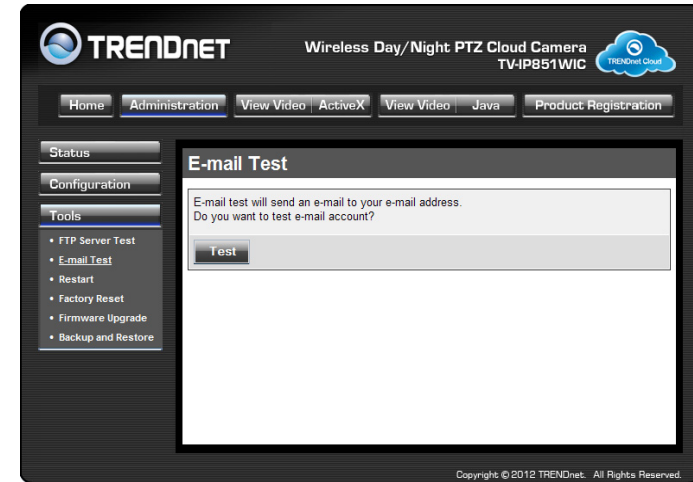 TRENDNET
Wireless Day/Night PTZ Cloud Camera
TV-IP851WIC
TRENDnet Cloud
Home Administration View Video ActiveX View Video Java Product Registration
Status
Configuration
Tools
• FTP Server Test
• E-mail Test
• Restart
• Factory Reset
• Firmware Upgrade
• Backup and Restore
E-mail Test
E-mail test will send an e-mail to your e-mail address.
Do you want to test e-mail account?
Test
Copyright © 2012 TRENDnet. All Rights Reserved.